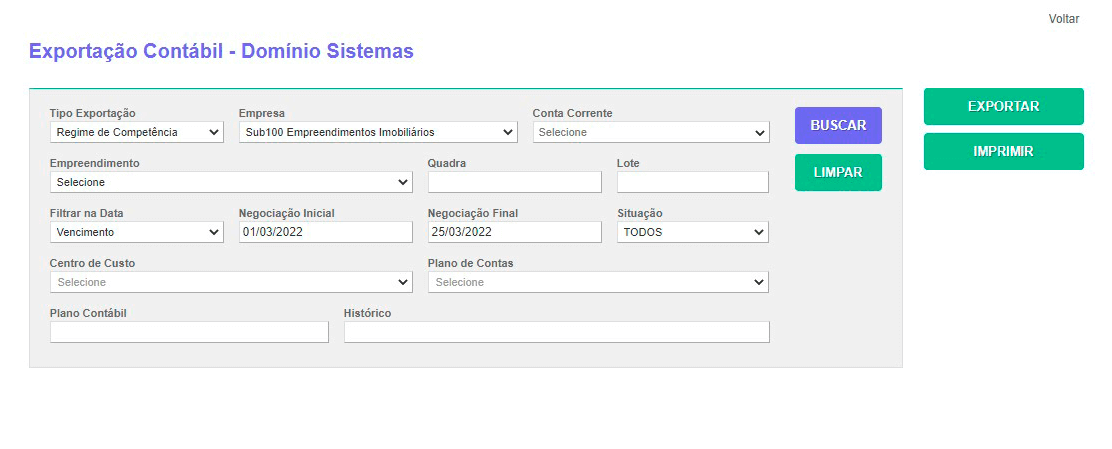 Voltar
Exportação Contábil - Domínio Sistemas
Tipo Exportação Empresa Conta Corrente
Regime de Competência Sub100 Empreendimentos Imobiliários Selecione
BUSCAR
EXPORTAR
IMPRIMIR
Empreendimento Quadra Lote
Selecione
LIMPAR
Filtrar na Data Negociação Inicial Negociação Final Situação
Vencimento 01/03/2022 25/03/2022 TODOS
Centro de Custo Plano de Contas
Selecione Selecione
Plano Contábil Histórico